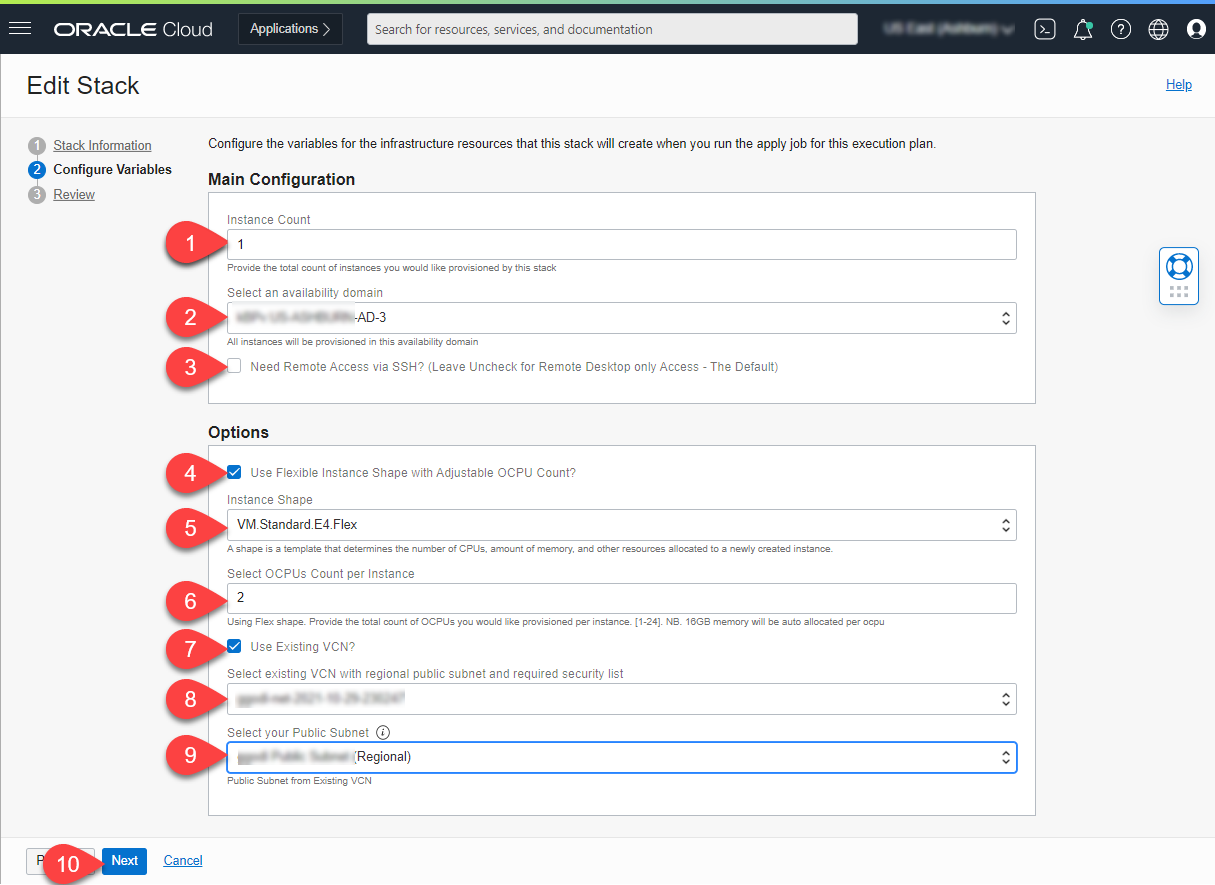 ORACLE Cloud
Applications
Search for resources, services, and documentation
Edit Stack
Help
1 Stack Information
2 Configure Variables
3 Review
Configure the variables for the infrastructure resources that this stack will create when you run the apply job for this execution plan.
Main Configuration
Instance Count
1
1
Provide the total count of instances you would like provisioned by this stack
Select an availability domain
2
-AD-3
All instances will be provisioned in this availability domain
3
Need Remote Access via SSH? (Leave Uncheck for Remote Desktop only Access - The Default)
Options
4
Use Flexible Instance Shape with Adjustable OCPU Count?
Instance Shape
5
VM.Standard.E4.Flex
A shape is a template that determines the number of CPUs, amount of memory, and other resources allocated to a newly created instance.
Select OCPUs Count per Instance
6
2
Using Flex shape. Provide the total count of OCPUs you would like provisioned per instance. [1-24]. NB. 16GB memory will be auto allocated per ocpu
7
Use Existing VCN?
Select existing VCN with regional public subnet and required security list
8
Select your Public Subnet
9
(Regional)
Public Subnet from Existing VCN
10
Next
Cancel